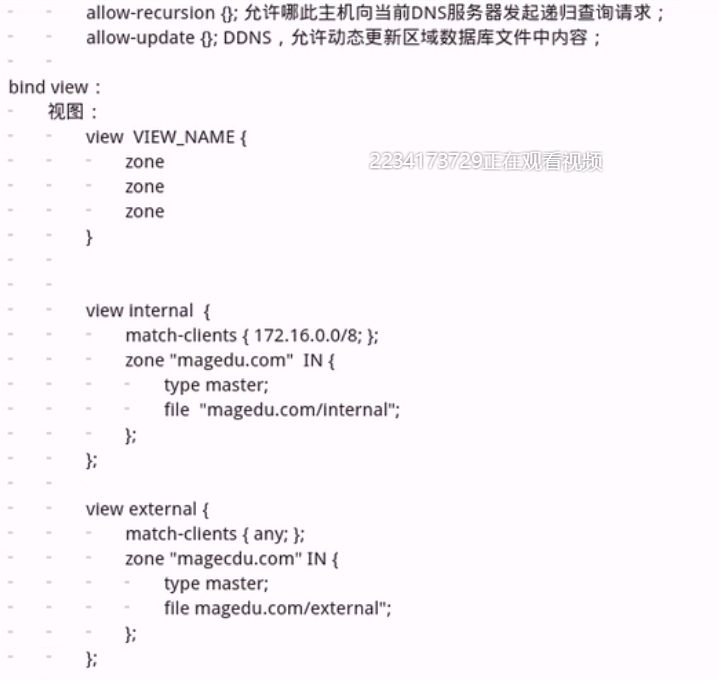 allow-recursion {}; 允许哪此主机向当前DNS服务器发起递归查询请求；
allow-update {}; DDNS，允许动态更新区域数据库文件中内容；
bind view：
视图：
view VIEW_NAME {
zone
2234173729正在观看视频
zone
zone
}
view internal {
match-clients { 172.16.0.0/8; };
zone "magedu.com" IN {
type master;
file "magedu.com/internal";
};
};
view external {
match-clients { any; };
zone "magecdu.com" IN {
type master;
file magedu.com/external";
};
};